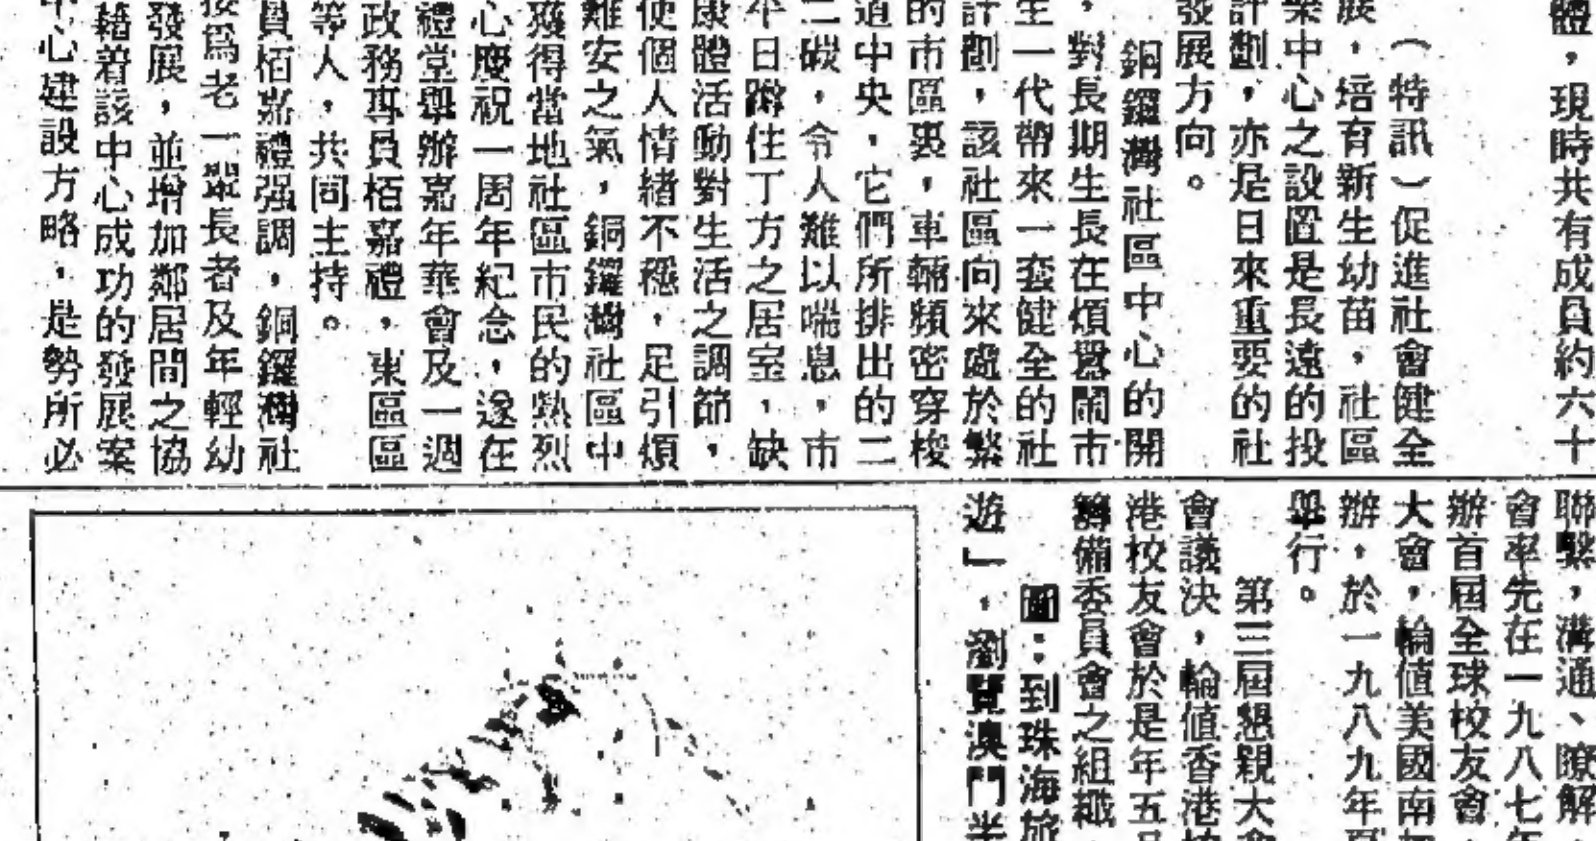 體，現時共有成員約六十
（特訊）促進社會健全
展，培育新生幼苗，社區
樂中心之設置是長遠的投
計劃，亦是日來重要的社
發展方向。
銅鑼灣社區中心的開
，對長期生長在煩囂鬧市
生一代帶來一套健全的社
計劃，該社區向來處於繁
的市區裏，車輛頻密穿梭
道中央，它們所排出的二
二碳，令人難以喘息，市
平日躋住丁方之居室，缺
康體活動對生活之調節，
使個人情緒不穩，足引煩
難安之氣，銅鑼灣社區中
獲得當地社區市民的熱烈
心慶祝一周年紀念，遂在
禮堂舉辦嘉年華會及一週
政務專員栢嘉禮，東區區
等人，共同主持。
員栢嘉禮强調，銅鑼灣社
按爲老一輩長者及年輕幼
發展，並增加鄰居間之協
藉着該中心成功的發展案
中心建設方略，是勢所必
聯繫，溝通、瞭解，
會率先在一九八七年
辦首屆全球校友會，
大會，輪值美國南加
辦，於一九八九年夏
舉行。
第三屆懇親大會
會議決，輪值香港校
港校友會於是年五月
籌備委員會之組織，
圖：到珠海旅
遊」，瀏覽澳門半